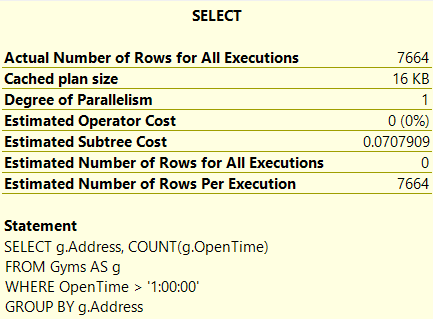 SELECT
Actual Number of Rows for All Executions 7664
Cached plan size 16 KB
Degree of Parallelism 1
Estimated Operator Cost 0 (0%)
Estimated Subtree Cost 0.0707909
Estimated Number of Rows for All Executions 0
Estimated Number of Rows Per Execution 7664
Statement
SELECT g.Address, COUNT(g.OpenTime)
FROM Gyms AS g
WHERE OpenTime > '1:00:00'
GROUP BY g.Address